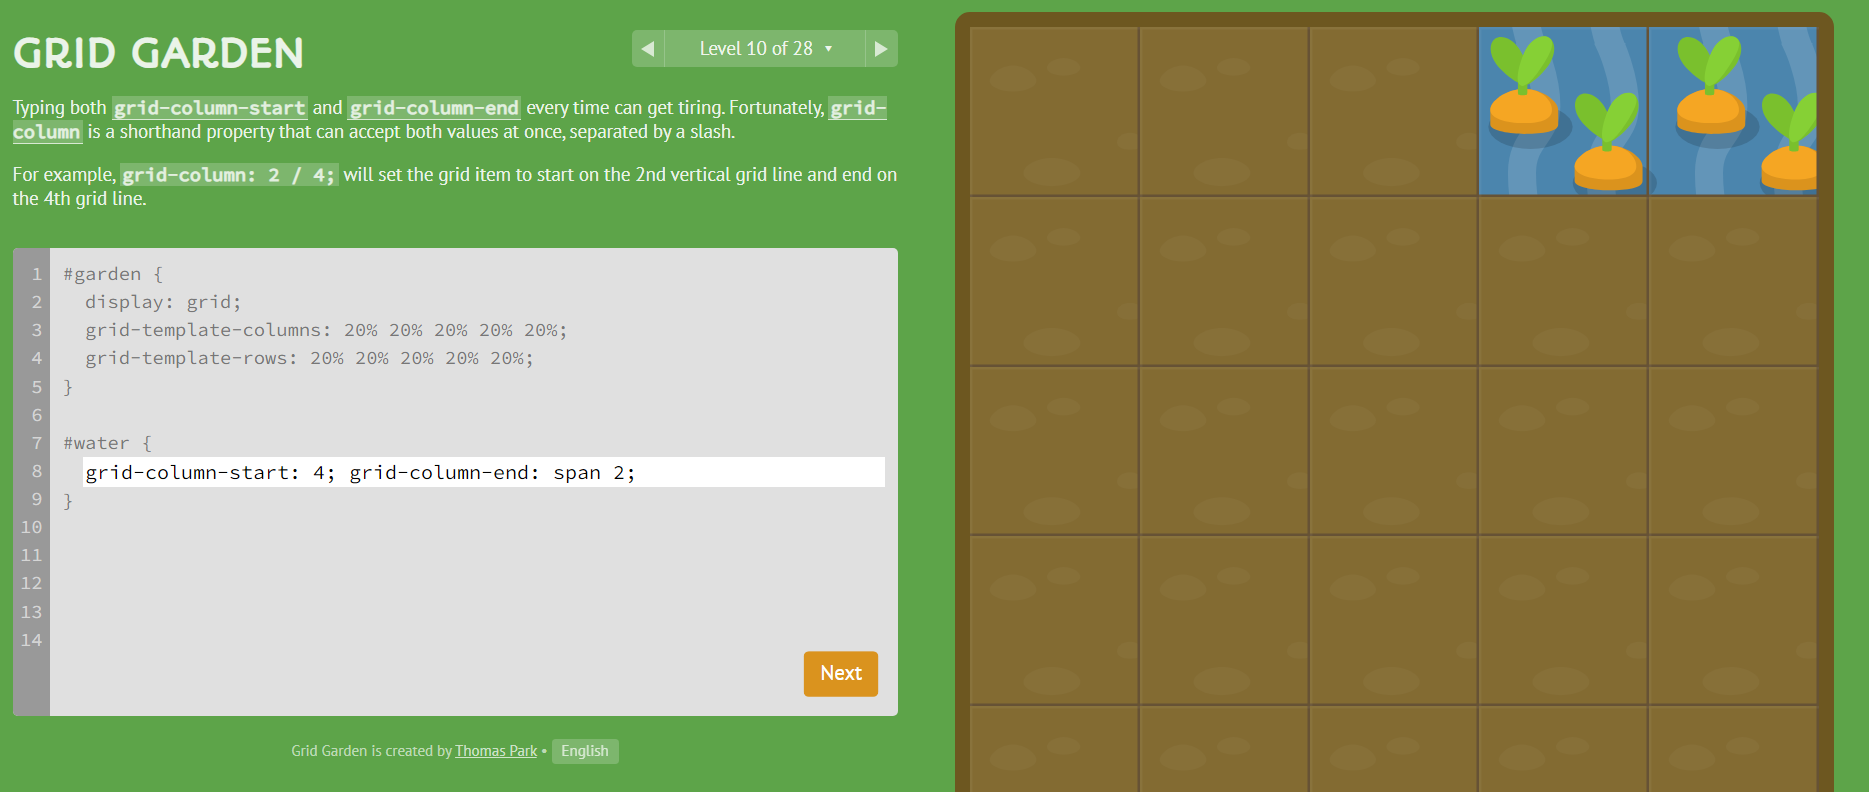 GRID GARDEN
◀ Level 10 of 28 ▼ ▶
Typing both grid-column-start and grid-column-end every time can get tiring. Fortunately, grid-
column is a shorthand property that can accept both values at once, separated by a slash.
For example, grid-column: 2 / 4; will set the grid item to start on the 2nd vertical grid line and end on
the 4th grid line.
1 #garden {
2 display: grid;
3 grid-template-columns: 20% 20% 20% 20% 20%;
4 grid-template-rows: 20% 20% 20% 20% 20%;
5 }
6
7 #water {
8 grid-column-start: 4; grid-column-end: span 2;
9 }
10
11
12
13
14
Next
Grid Garden is created by Thomas Park • English